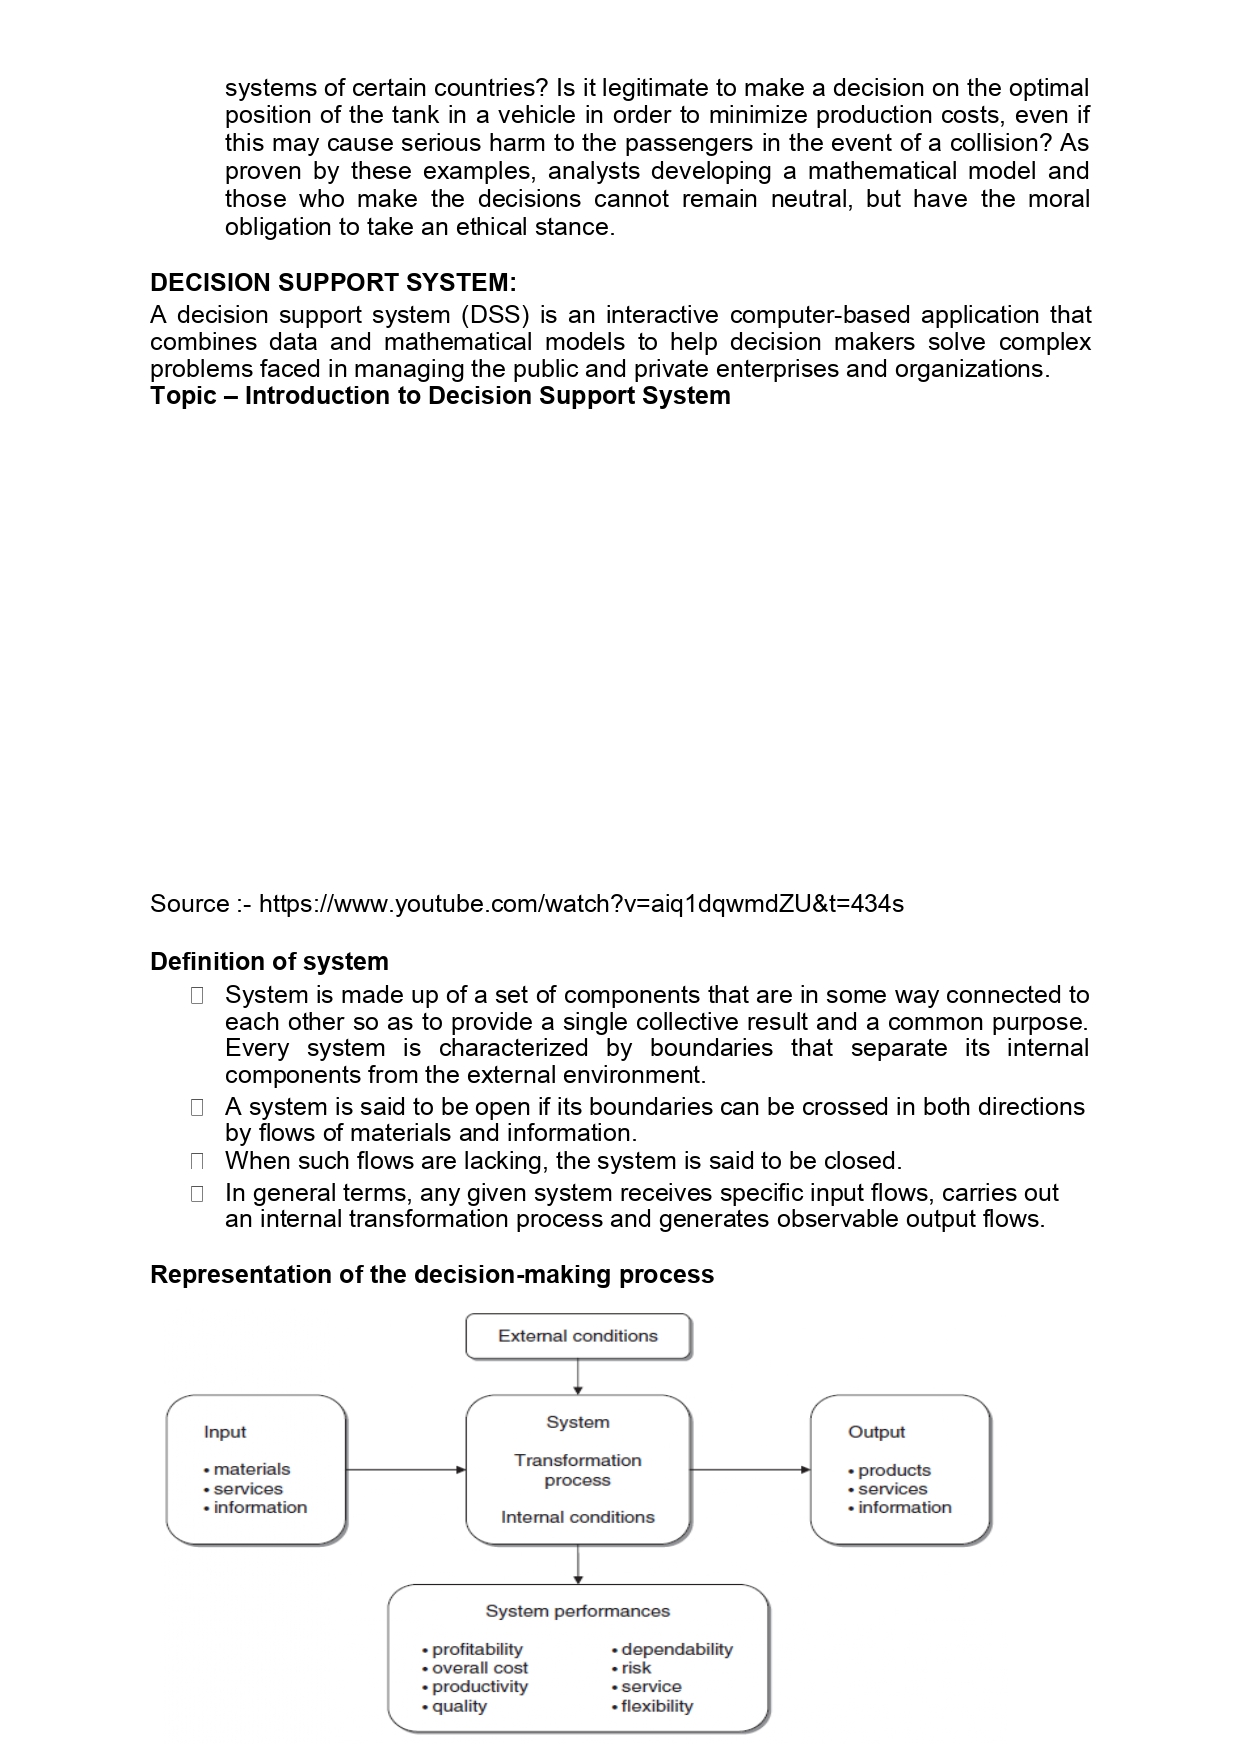 systems of certain countries? Is it legitimate to make a decision on the optimal
position of the tank in a vehicle in order to minimize production costs, even if
this may cause serious harm to the passengers in the event of a collision? As
proven by these examples, analysts developing a mathematical model and
those who make the decisions cannot remain neutral, but have the moral
obligation to take an ethical stance.
DECISION SUPPORT SYSTEM:
A decision support system (DSS) is an interactive computer-based application that
combines data and mathematical models to help decision makers solve complex
problems faced in managing the public and private enterprises and organizations.
Topic – Introduction to Decision Support System
Source :- https://www.youtube.com/watch?v=aiq1dqwmdZU&t=434s
Definition of system
System is made up of a set of components that are in some way connected to
each other so as to provide a single collective result and a common purpose.
Every system is characterized by boundaries that separate its internal
components from the external environment.
A system is said to be open if its boundaries can be crossed in both directions
by flows of materials and information.
When such flows are lacking, the system is said to be closed.
In general terms, any given system receives specific input flows, carries out
an internal transformation process and generates observable output flows.
Representation of the decision-making process
External conditions
Input
• materials
• services
• information
System
Transformation
process
Internal conditions
Output
• products
• services
• information
System performances
• profitability
• overall cost
• productivity
• quality
• dependability
• risk
• service
• flexibility